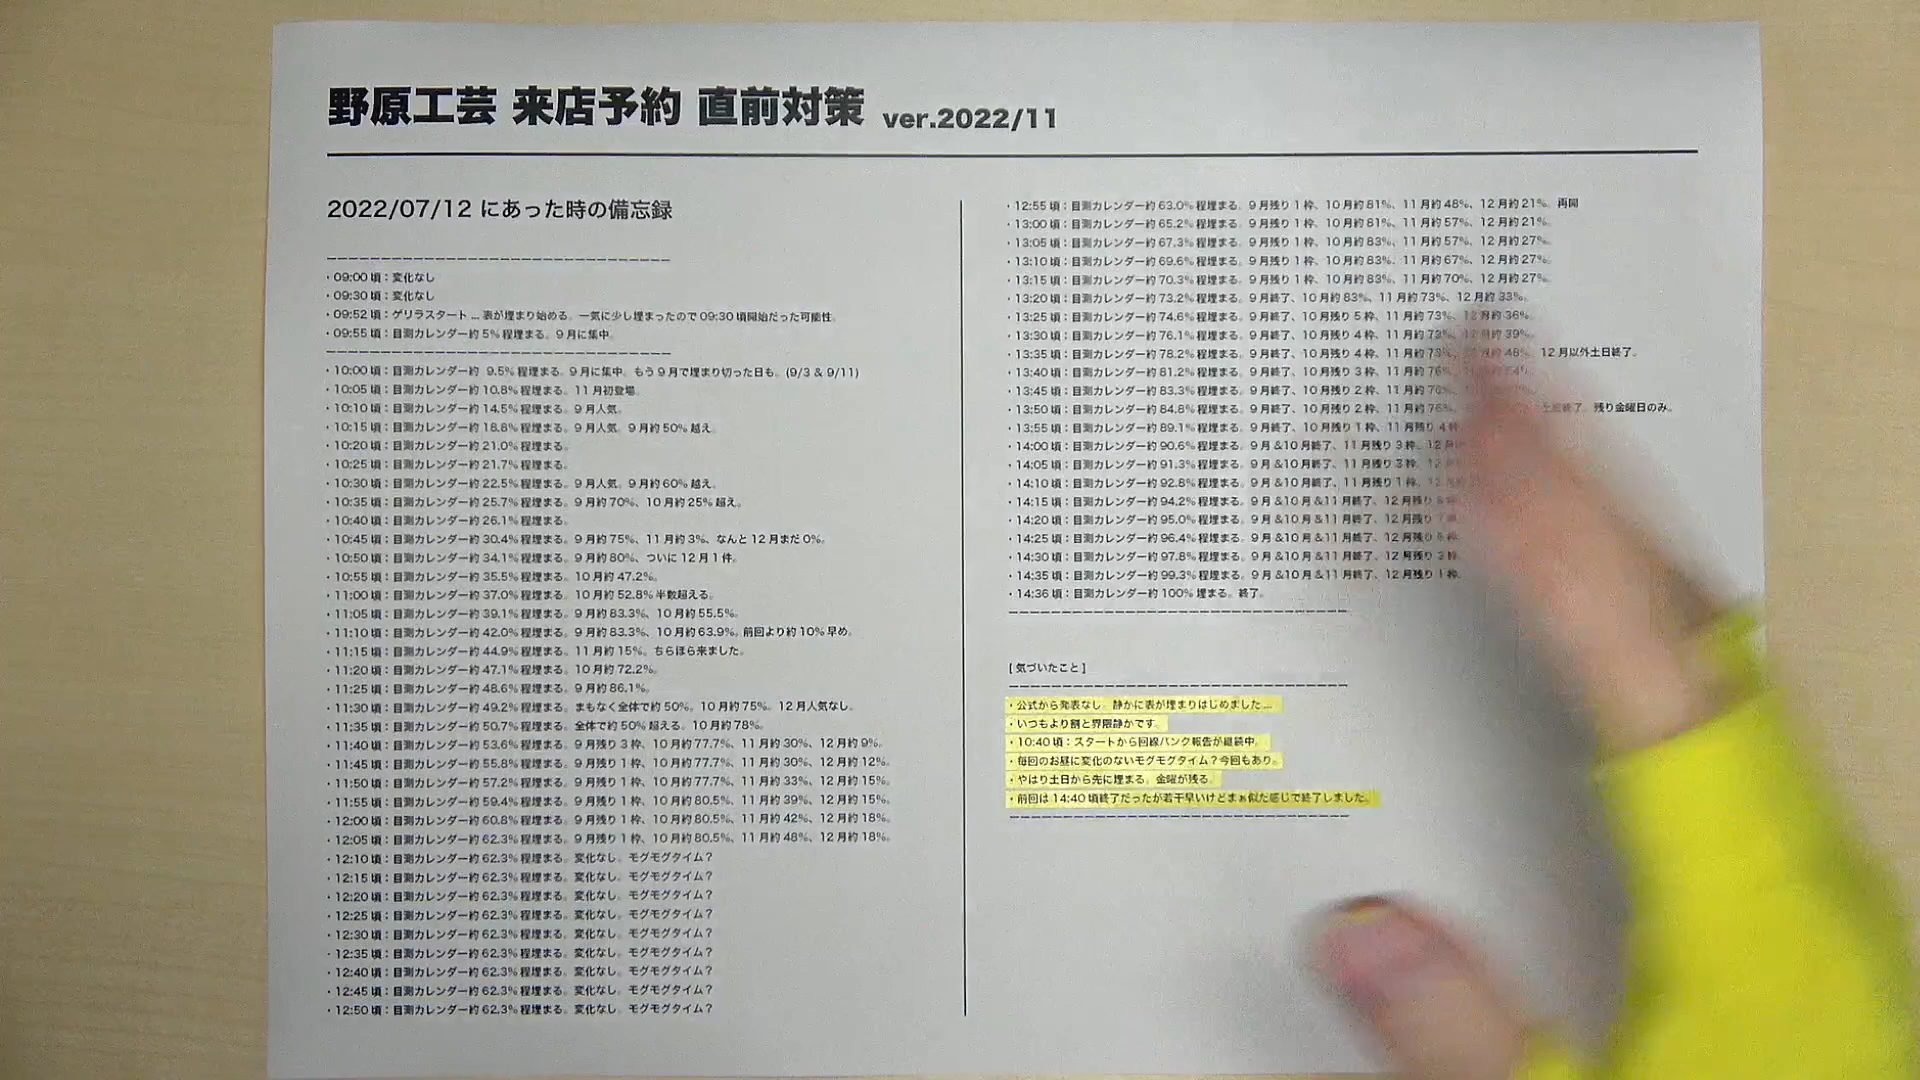 野原工芸 来店予約 直前対策 ver.2022/11
2022/07/12 にあった時の備忘録
--------------------------------
・09:00 頃：変化なし
・09:30 頃：変化なし
・09:52 頃：ゲリラスタート ... 表が埋まり始める。一気に少し埋まったので 09:30 頃開始だった可能性。
・09:55 頃：目測カレンダー約 5% 程埋まる。9 月に集中。
--------------------------------
・10:00 頃：目測カレンダー約 9.5% 程埋まる。9 月に集中。もう 9 月で埋まり切った日も。(9/3 & 9/11)
・10:05 頃：目測カレンダー約 10.8% 程埋まる。11 月初登場。
・10:10 頃：目測カレンダー約 14.5% 程埋まる。9 月人気。
・10:15 頃：目測カレンダー約 18.8% 程埋まる。9 月人気。9 月約 50% 越え。
・10:20 頃：目測カレンダー約 21.0% 程埋まる。
・10:25 頃：目測カレンダー約 21.7% 程埋まる。
・10:30 頃：目測カレンダー約 22.5% 程埋まる。9 月人気。9 月約 60% 越え。
・10:35 頃：目測カレンダー約 25.7% 程埋まる。9 月約 70%、10 月約 25% 超え。
・10:40 頃：目測カレンダー約 26.1% 程埋まる。
・10:45 頃：目測カレンダー約 30.4% 程埋まる。9 月約 75%、11 月約 3%、なんと 12 月まだ 0%。
・10:50 頃：目測カレンダー約 34.1% 程埋まる。9 月約 80%、ついに 12 月 1 件。
・10:55 頃：目測カレンダー約 35.5% 程埋まる。10 月約 47.2%。
・11:00 頃：目測カレンダー約 37.0% 程埋まる。10 月約 52.8% 半数超える。
・11:05 頃：目測カレンダー約 39.1% 程埋まる。9 月約 83.3%、10 月約 55.5%。
・11:10 頃：目測カレンダー約 42.0% 程埋まる。9 月約 83.3%、10 月約 63.9%。前回より約 10% 早め。
・11:15 頃：目測カレンダー約 44.9% 程埋まる。11 月約 15%。ちらほら来ました。
・11:20 頃：目測カレンダー約 47.1% 程埋まる。10 月約 72.2%。
・11:25 頃：目測カレンダー約 48.6% 程埋まる。9 月約 86.1%。
・11:30 頃：目測カレンダー約 49.2% 程埋まる。まもなく全体で約 50%。10 月約 75%。12 月人気なし。
・11:35 頃：目測カレンダー約 50.7% 程埋まる。全体で約 50% 超える。10 月約 78%。
・11:40 頃：目測カレンダー約 53.6% 程埋まる。9 月残り 3 枠、10 月約 77.7%、11 月約 30%、12 月約 9%。
・11:45 頃：目測カレンダー約 55.8% 程埋まる。9 月残り 1 枠、10 月約 77.7%、11 月約 30%、12 月約 12%。
・11:50 頃：目測カレンダー約 57.2% 程埋まる。9 月残り 1 枠、10 月約 77.7%、11 月約 33%、12 月約 15%。
・11:55 頃：目測カレンダー約 59.4% 程埋まる。9 月残り 1 枠、10 月約 80.5%、11 月約 39%、12 月約 15%。
・12:00 頃：目測カレンダー約 60.8% 程埋まる。9 月残り 1 枠、10 月約 80.5%、11 月約 42%、12 月約 18%。
・12:05 頃：目測カレンダー約 62.3% 程埋まる。9 月残り 1 枠、10 月約 80.5%、11 月約 48%、12 月約 18%。
・12:10 頃：目測カレンダー約 62.3% 程埋まる。変化なし。モグモグタイム？
・12:15 頃：目測カレンダー約 62.3% 程埋まる。変化なし。モグモグタイム？
・12:20 頃：目測カレンダー約 62.3% 程埋まる。変化なし。モグモグタイム？
・12:25 頃：目測カレンダー約 62.3% 程埋まる。変化なし。モグモグタイム？
・12:30 頃：目測カレンダー約 62.3% 程埋まる。変化なし。モグモグタイム？
・12:35 頃：目測カレンダー約 62.3% 程埋まる。変化なし。モグモグタイム？
・12:40 頃：目測カレンダー約 62.3% 程埋まる。変化なし。モグモグタイム？
・12:45 頃：目測カレンダー約 62.3% 程埋まる。変化なし。モグモグタイム？
・12:50 頃：目測カレンダー約 62.3% 程埋まる。変化なし。モグモグタイム？
・12:55 頃：目測カレンダー約 63.0% 程埋まる。9 月残り 1 枠、10 月約 81%、11 月約 48%、12 月約 21%。再開
・13:00 頃：目測カレンダー約 65.2% 程埋まる。9 月残り 1 枠、10 月約 81%、11 月約 57%、12 月約 21%。
・13:05 頃：目測カレンダー約 67.3% 程埋まる。9 月残り 1 枠、10 月約 83%、11 月約 57%、12 月約 27%。
・13:10 頃：目測カレンダー約 69.6% 程埋まる。9 月残り 1 枠、10 月約 83%、11 月約 67%、12 月約 27%。
・13:15 頃：目測カレンダー約 70.3% 程埋まる。9 月残り 1 枠、10 月約 83%、11 月約 70%、12 月約 27%。
・13:20 頃：目測カレンダー約 73.2% 程埋まる。9 月終了、10 月約 83%、11 月約 73%、12 月約 33%。
・13:25 頃：目測カレンダー約 74.6% 程埋まる。9 月終了、10 月残り 5 枠、11 月約 73%、12 月約 36%。
・13:30 頃：目測カレンダー約 76.1% 程埋まる。9 月終了、10 月残り 4 枠、11 月約 73%、12 月約 39%。
・13:35 頃：目測カレンダー約 78.2% 程埋まる。9 月終了、10 月残り 4 枠、11 月約 73%、12 月約 48%。12 月以外土日終了。
・13:40 頃：目測カレンダー約 81.2% 程埋まる。9 月終了、10 月残り 3 枠、11 月約 76%、
・13:45 頃：目測カレンダー約 83.3% 程埋まる。9 月終了、10 月残り 2 枠、11 月約 76%、
・13:50 頃：目測カレンダー約 84.8% 程埋まる。9 月終了、10 月残り 2 枠、11 月約 76%、 土日終了。残り金曜日のみ。
・13:55 頃：目測カレンダー約 89.1% 程埋まる。9 月終了、10 月残り 1 枠、11 月残り 4 枠
・14:00 頃：目測カレンダー約 90.6% 程埋まる。9 月 &10 月終了、11 月残り 3 枠、12 月
・14:05 頃：目測カレンダー約 91.3% 程埋まる。9 月 &10 月終了、11 月残り 3 枠、
・14:10 頃：目測カレンダー約 92.8% 程埋まる。9 月 &10 月終了、11 月残り 1 枠、
・14:15 頃：目測カレンダー約 94.2% 程埋まる。9 月 &10 月 &11 月終了、12 月残り
・14:20 頃：目測カレンダー約 95.0% 程埋まる。9 月 &10 月 &11 月終了、12 月残り
・14:25 頃：目測カレンダー約 96.4% 程埋まる。9 月 &10 月 &11 月終了、12 月残り 5 枠
・14:30 頃：目測カレンダー約 97.8% 程埋まる。9 月 &10 月 &11 月終了、12 月残り 3 枠
・14:35 頃：目測カレンダー約 99.3% 程埋まる。9 月 &10 月 &11 月終了、12 月残り 1 枠。
・14:36 頃：目測カレンダー約 100% 埋まる。終了。
--------------------------------
[ 気づいたこと ]
--------------------------------
・公式から発表なし。静かに表が埋まりはじめました ...
・いつもより割と界隈静かです。
・10:40 頃：スタートから回線パンク報告が継続中。
・毎回のお昼に変化のないモグモグタイム？今回もあり。
・やはり土日から先に埋まる。金曜が残る。
・前回は 14:40 頃終了だったが若干早いけどまぁ似た感じで終了しました。
--------------------------------